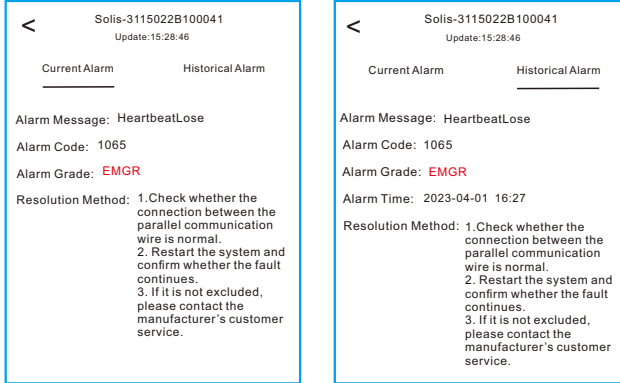 <
Solis-3115022B100041
Update:15:28:46
Current Alarm
Historical Alarm
Alarm Message: HeartbeatLose
Alarm Code: 1065
Alarm Grade: EMGR
Resolution Method: 1.Check whether the
connection between the
parallel communication
wire is normal.
2. Restart the system and
confirm whether the fault
continues.
3. If it is not excluded,
please contact the
manufacturer's customer
service.
<
Solis-3115022B100041
Update:15:28:46
Current Alarm
Historical Alarm
Alarm Message: HeartbeatLose
Alarm Code: 1065
Alarm Grade: EMGR
Alarm Time: 2023-04-01 16:27
Resolution Method: 1.Check whether the
connection between the
parallel communication
wire is normal.
2. Restart the system and
confirm whether the fault
continues.
3. If it is not excluded,
please contact the
manufacturer's customer
service.